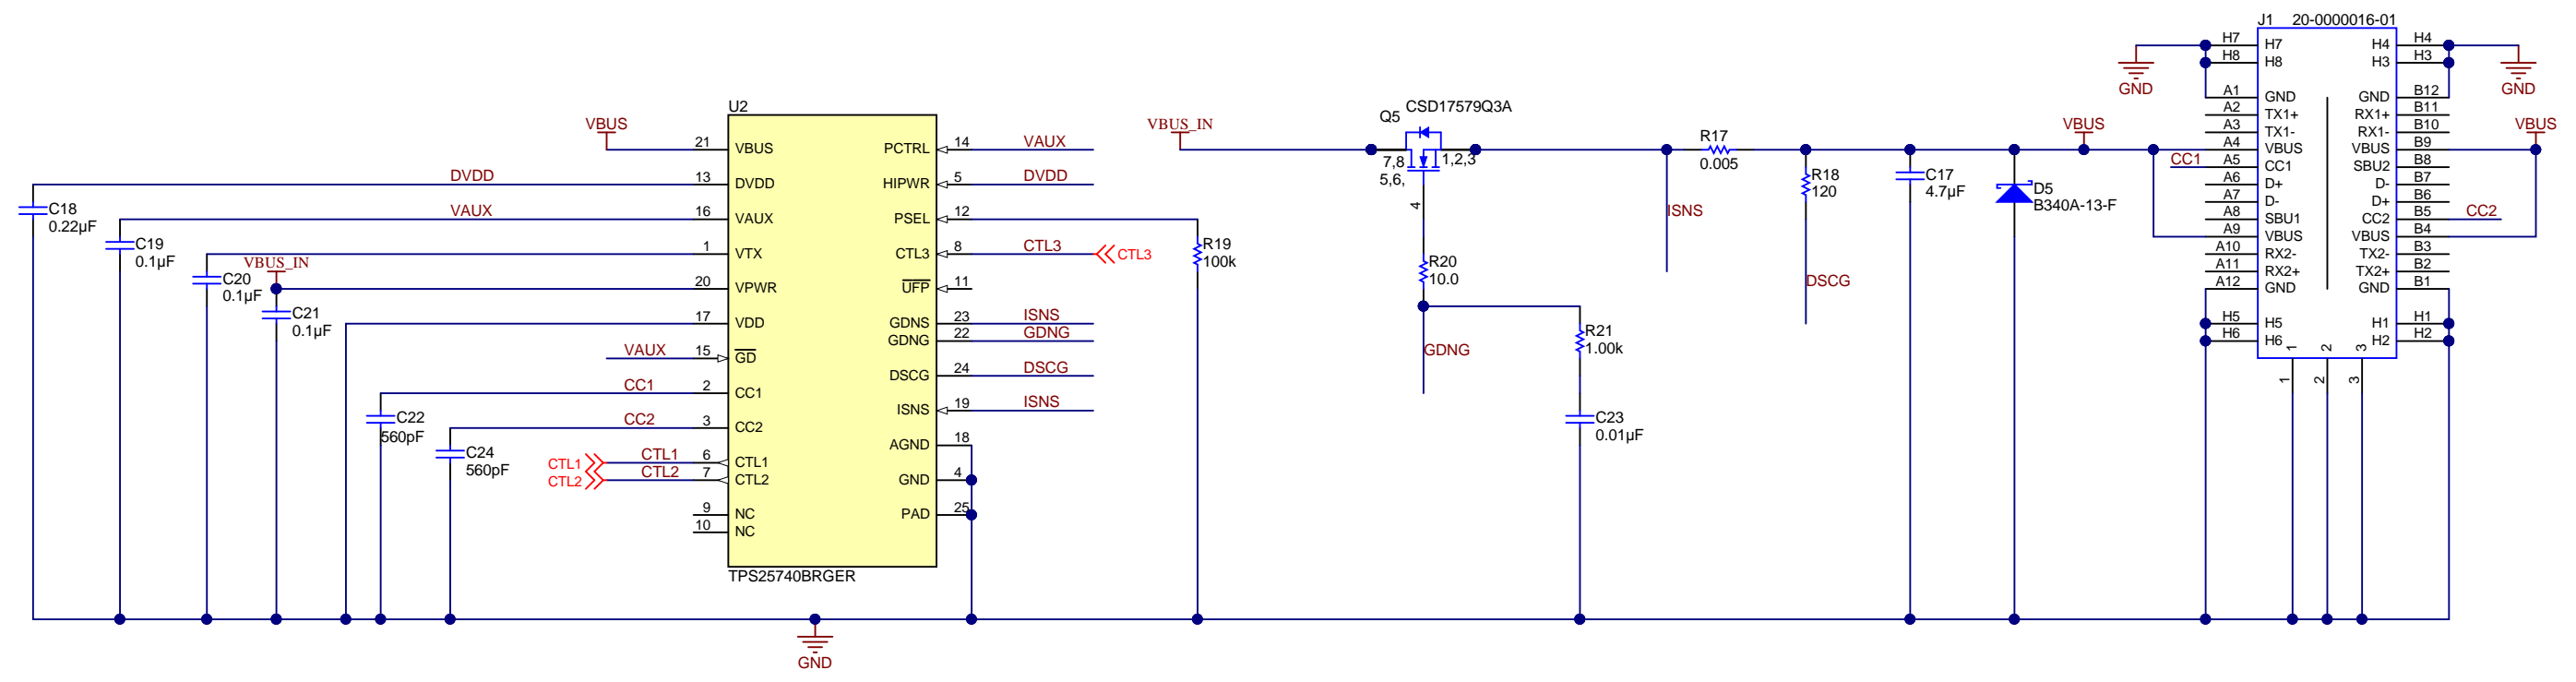 J1 20-0000016-01
H7 H7 H4 H4
H8 H8 H3 H3
GND
GND
A1 GND GND B12
A2 TX1+ RX1+ B11
A3 TX1- RX1- B10
A4 VBUS VBUS B9
A5 CC1 SBU2 B8
A6 D+ D- B7
A7 D- D+ B6
A8 SBU1 CC2 B5
A9 VBUS VBUS B4
A10 RX2- TX2- B3
A11 RX2+ TX2+ B2
A12 GND GND B1
H5 H5 H1 H1
H6 H6 H2 H2
1 2 3
1 2 3
CC1
CC2
VBUS
VBUS
U2
VBUS
21 VBUS PCTRL 14 VAUX
DVDD 13 DVDD HIPWR 5 DVDD
VAUX 16 VAUX PSEL 12
1 VTX CTL3 8 CTL3 CTL3
20 VPWR UFP 11
17 VDD GDNS 23 ISNS
GDNG 22 GDNG
VAUX 15 GD
DSCG 24 DSCG
CC1 2 CC1
ISNS 19 ISNS
CC2 3 CC2
AGND 18
CTL1 CTL1 6 CTL1
CTL2 CTL2 7 CTL2
GND 4
9 NC PAD 25
10 NC
TPS25740BRGER
C18
0.22µF
C19
0.1µF
C20
0.1µF
VBUS_IN
C21
0.1µF
C22
560pF
C24
560pF
GND
R19
100k
VBUS_IN
Q5
CSD17579Q3A
7,8
5,6,
1,2,3
4
R20
10.0
GDNG
R21
1.00k
C23
0.01µF
ISNS
R17
0.005
R18
120
DSCG
C17
4.7µF
D5
B340A-13-F